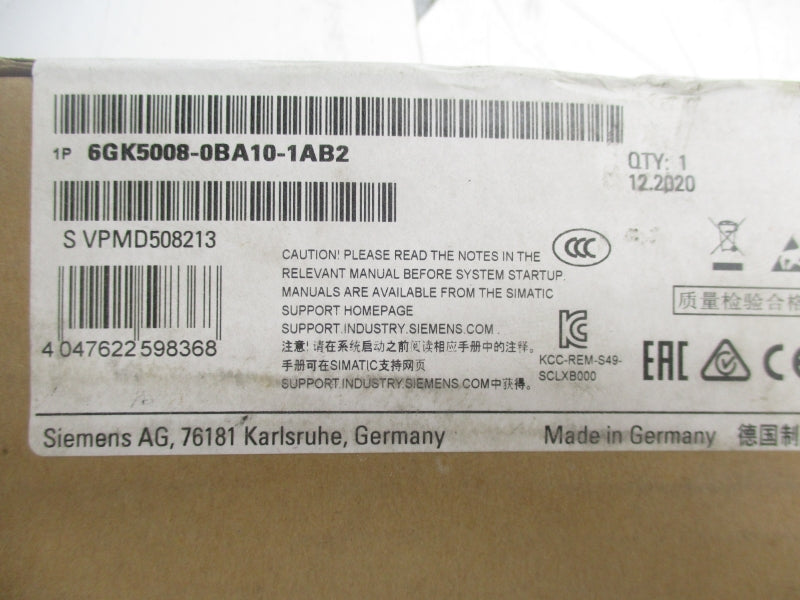 1P 6GK5008-0BA10-1AB2
QTY: 1
12.2020
S VPMD508213
CAUTION! PLEASE READ THE NOTES IN THE
RELEVANT MANUAL BEFORE SYSTEM STARTUP.
MANUALS ARE AVAILABLE FROM THE SIMATIC
SUPPORT HOMEPAGE
SUPPORT.INDUSTRY.SIEMENS.COM .
注意! 请在系统启动之前阅读相应手册中的注释。
手册可在SIMATIC支持网页
SUPPORT.INDUSTRY.SIEMENS.COM中获得。
CCC
4 047622 598368
KCC-REM-S49-
SCLXB000
质量检验合格
EAC
CE
Siemens AG, 76181 Karlsruhe, Germany
Made in Germany 德国制